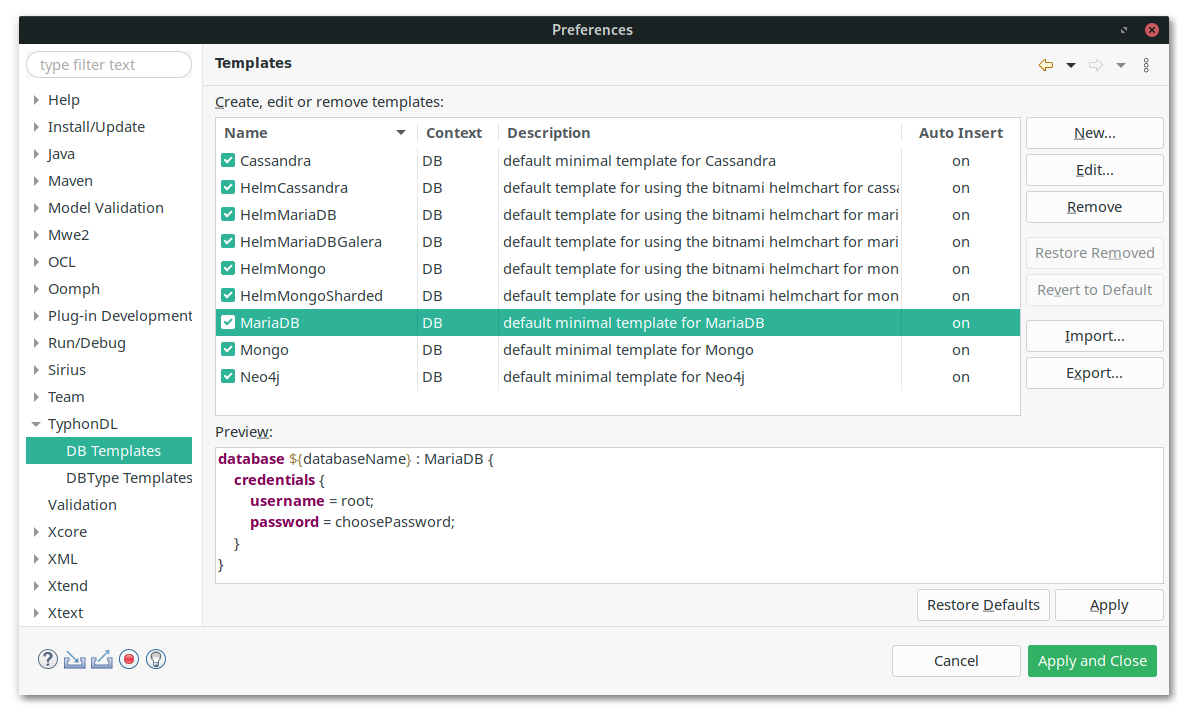 Preferences
type filter text
Help
Install/Update
Java
Maven
Model Validation
Mwe2
OCL
Oomph
Plug-in Development
Run/Debug
Sirius
Team
TyphonDL
DB Templates
DBType Templates
Validation
Xcore
XML
Xtend
Xtext
Templates
Create, edit or remove templates:
Name Context Description Auto Insert
Cassandra DB default minimal template for Cassandra on
HelmCassandra DB default template for using the bitnami helmchart for cassa on
HelmMariaDB DB default template for using the bitnami helmchart for mari on
HelmMariaDBGalera DB default template for using the bitnami helmchart for mari on
HelmMongo DB default template for using the bitnami helmchart for mon on
HelmMongoSharded DB default template for using the bitnami helmchart for mon on
MariaDB DB default minimal template for MariaDB on
Mongo DB default minimal template for Mongo on
Neo4j DB default minimal template for Neo4j on
New...
Edit...
Remove
Restore Removed
Revert to Default
Import...
Export...
Preview:
database ${databaseName} : MariaDB {
credentials {
username = root;
password = choosePassword;
}
}
Restore Defaults Apply
? Cancel Apply and Close